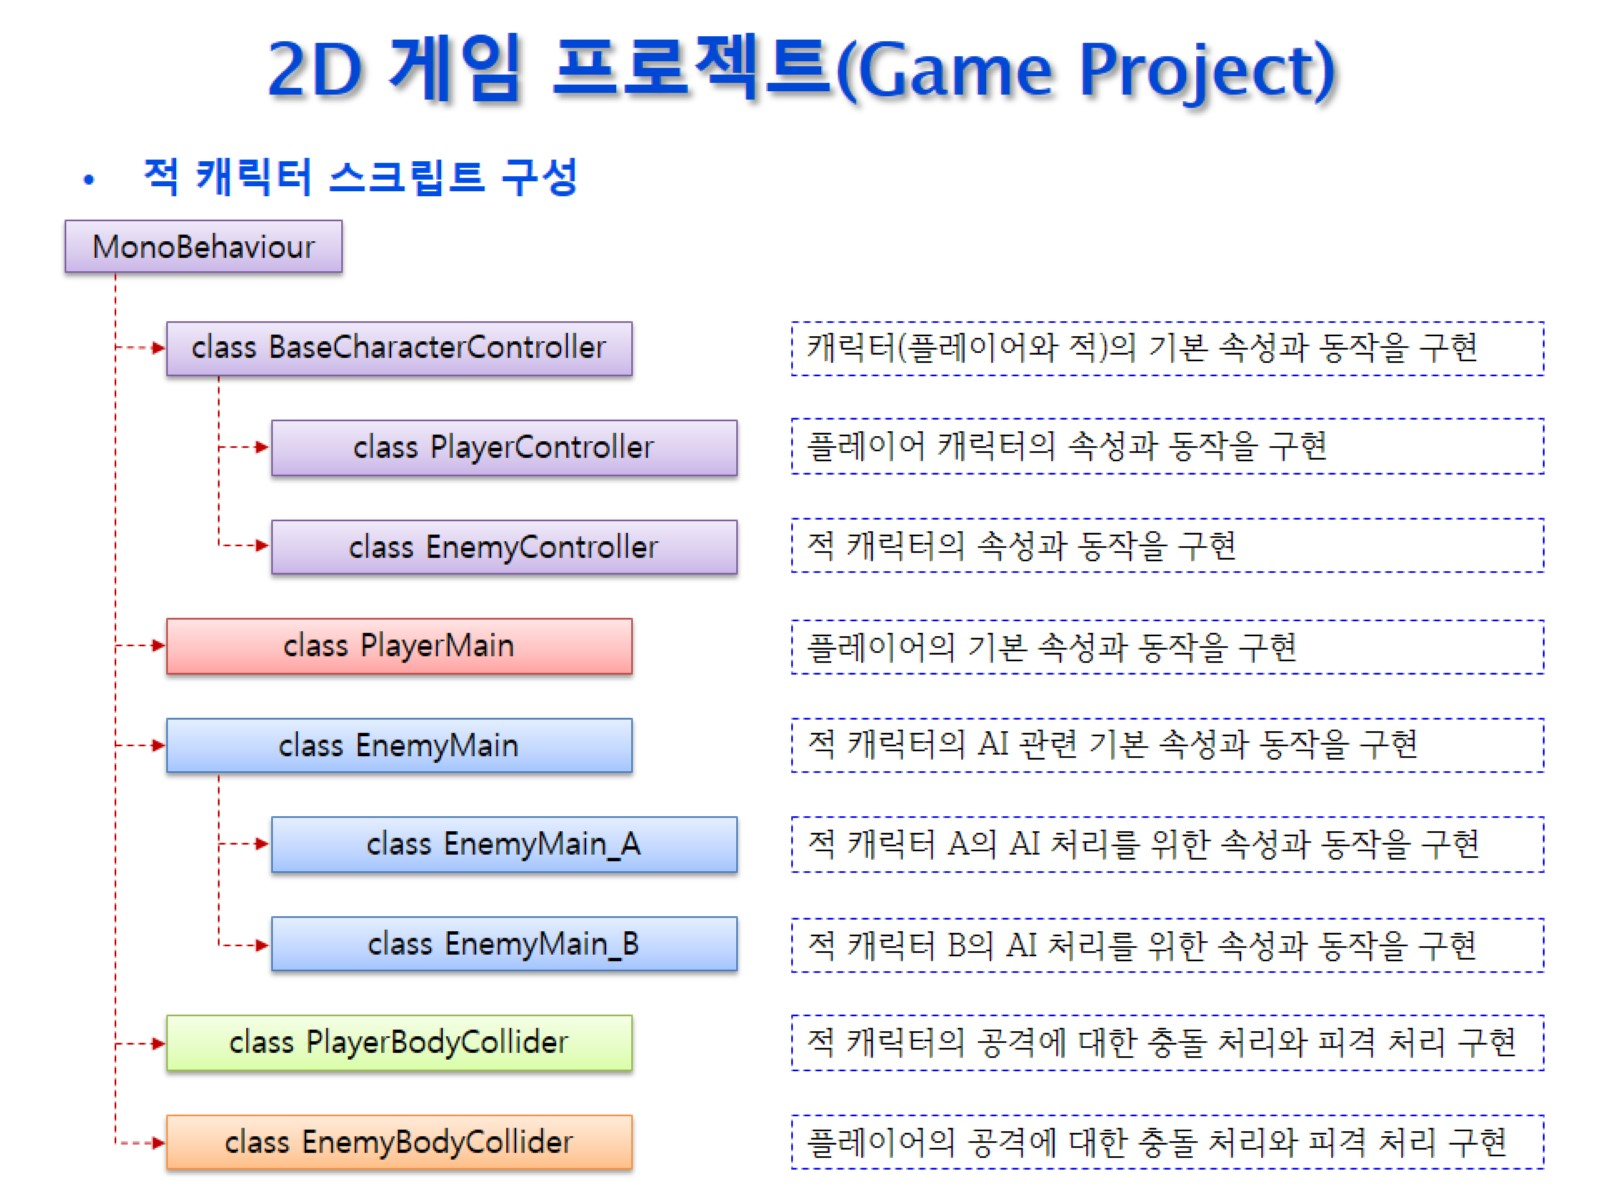 2D 게임 프로젝트(Game Project)
• 적 캐릭터 스크립트 구성
MonoBehaviour
class BaseCharacterController
캐릭터(플레이어와 적)의 기본 속성과 동작을 구현
class PlayerController
플레이어 캐릭터의 속성과 동작을 구현
class EnemyController
적 캐릭터의 속성과 동작을 구현
class PlayerMain
플레이어의 기본 속성과 동작을 구현
class EnemyMain
적 캐릭터의 AI 관련 기본 속성과 동작을 구현
class EnemyMain_A
적 캐릭터 A의 AI 처리를 위한 속성과 동작을 구현
class EnemyMain_B
적 캐릭터 B의 AI 처리를 위한 속성과 동작을 구현
class PlayerBodyCollider
적 캐릭터의 공격에 대한 충돌 처리와 피격 처리 구현
class EnemyBodyCollider
플레이어의 공격에 대한 충돌 처리와 피격 처리 구현